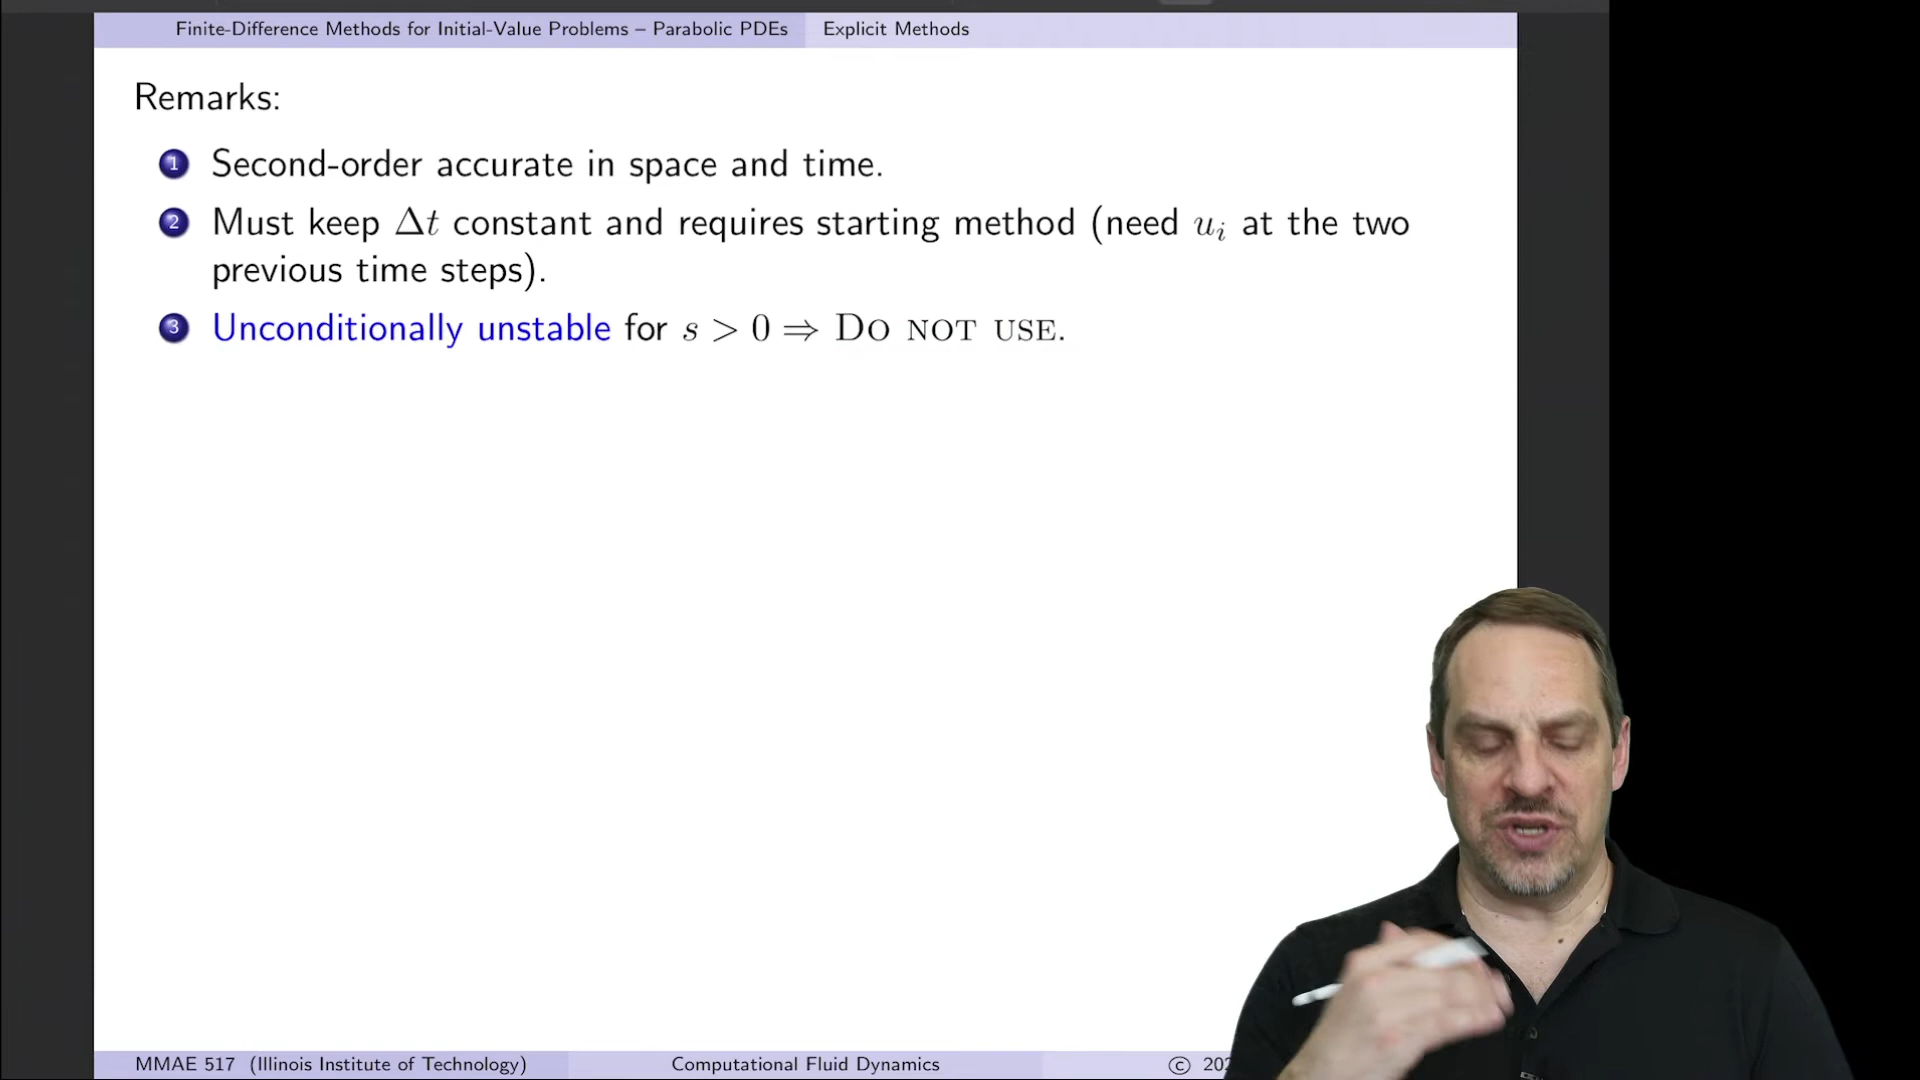 Finite-Difference Methods for Initial-Value Problems – Parabolic PDEs Explicit Methods
Remarks:
1 Second-order accurate in space and time.
2 Must keep Δt constant and requires starting method (need uᵢ at the two
previous time steps).
3 Unconditionally unstable for s > 0 ⇒ DO NOT USE.
MMAE 517 (Illinois Institute of Technology) Computational Fluid Dynamics ©